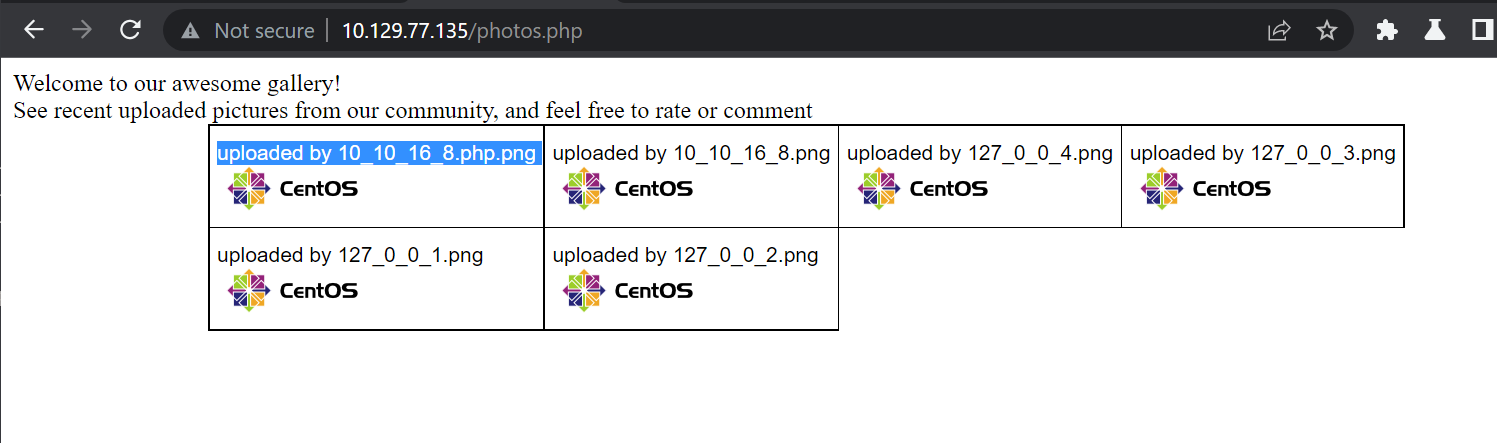 Not secure | 10.129.77.135/photos.php
Welcome to our awesome gallery!
See recent uploaded pictures from our community, and feel free to rate or comment
uploaded by 10_10_16_8.php.png uploaded by 10_10_16_8.png uploaded by 127_0_0_4.png uploaded by 127_0_0_3.png
CentOS CentOS CentOS CentOS
uploaded by 127_0_0_1.png uploaded by 127_0_0_2.png
CentOS CentOS